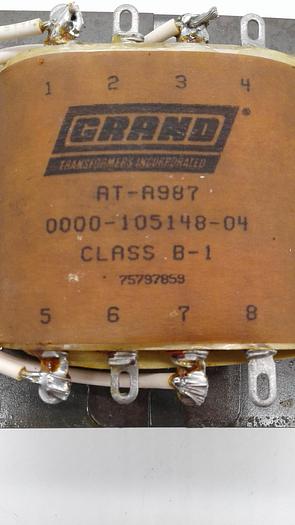 1 2 3 4
GRAND®
TRANSFORMERS INCORPORATED
AT-A987
0000-105148-04
CLASS B-1
75797859
5 6 7 8